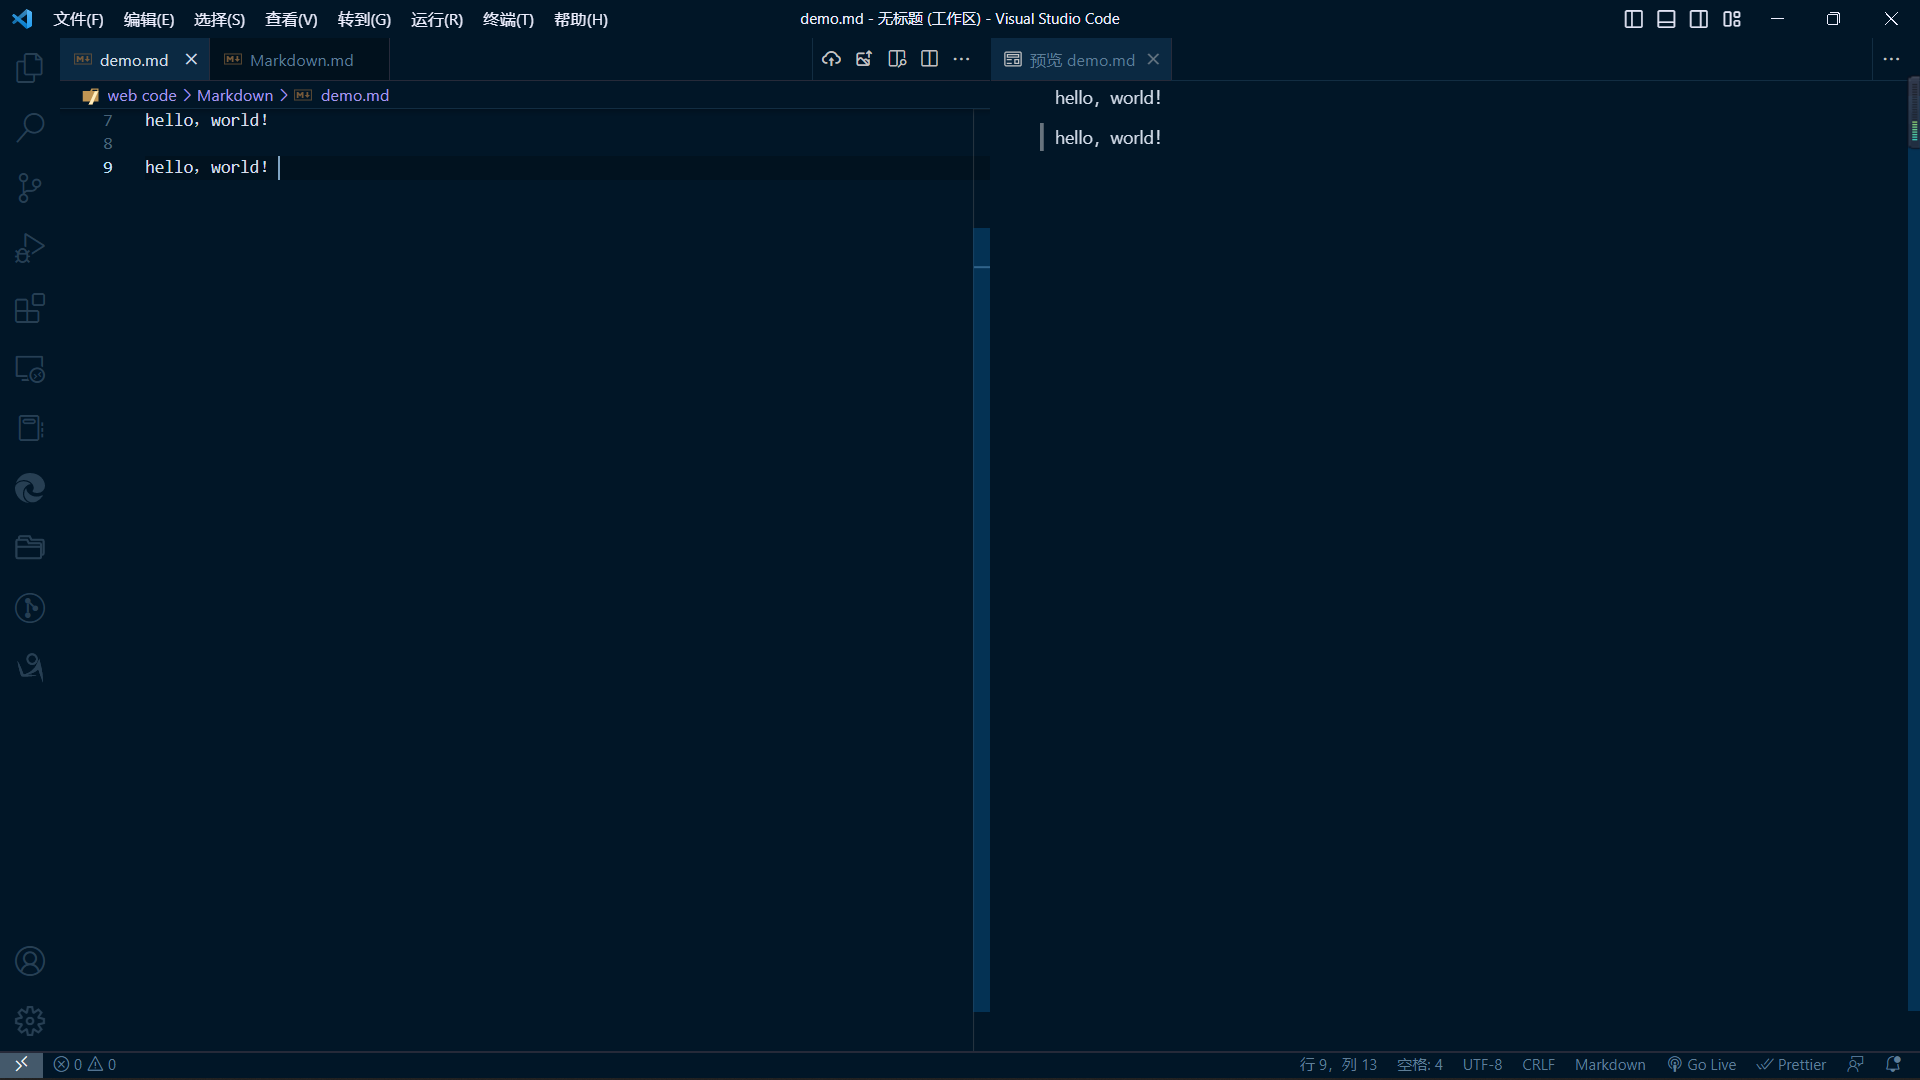 文件(F) 编辑(E) 选择(S) 查看(V) 转到(G) 运行(R) 终端(T) 帮助(H) demo.md - 无标题 (工作区) - Visual Studio Code
demo.md Markdown.md 预览 demo.md
web code > Markdown > demo.md
7 hello，world！
8
9 hello，world！
hello，world！
hello，world！
0 0 行 9，列 13 空格: 4 UTF-8 CRLF Markdown Go Live Prettier